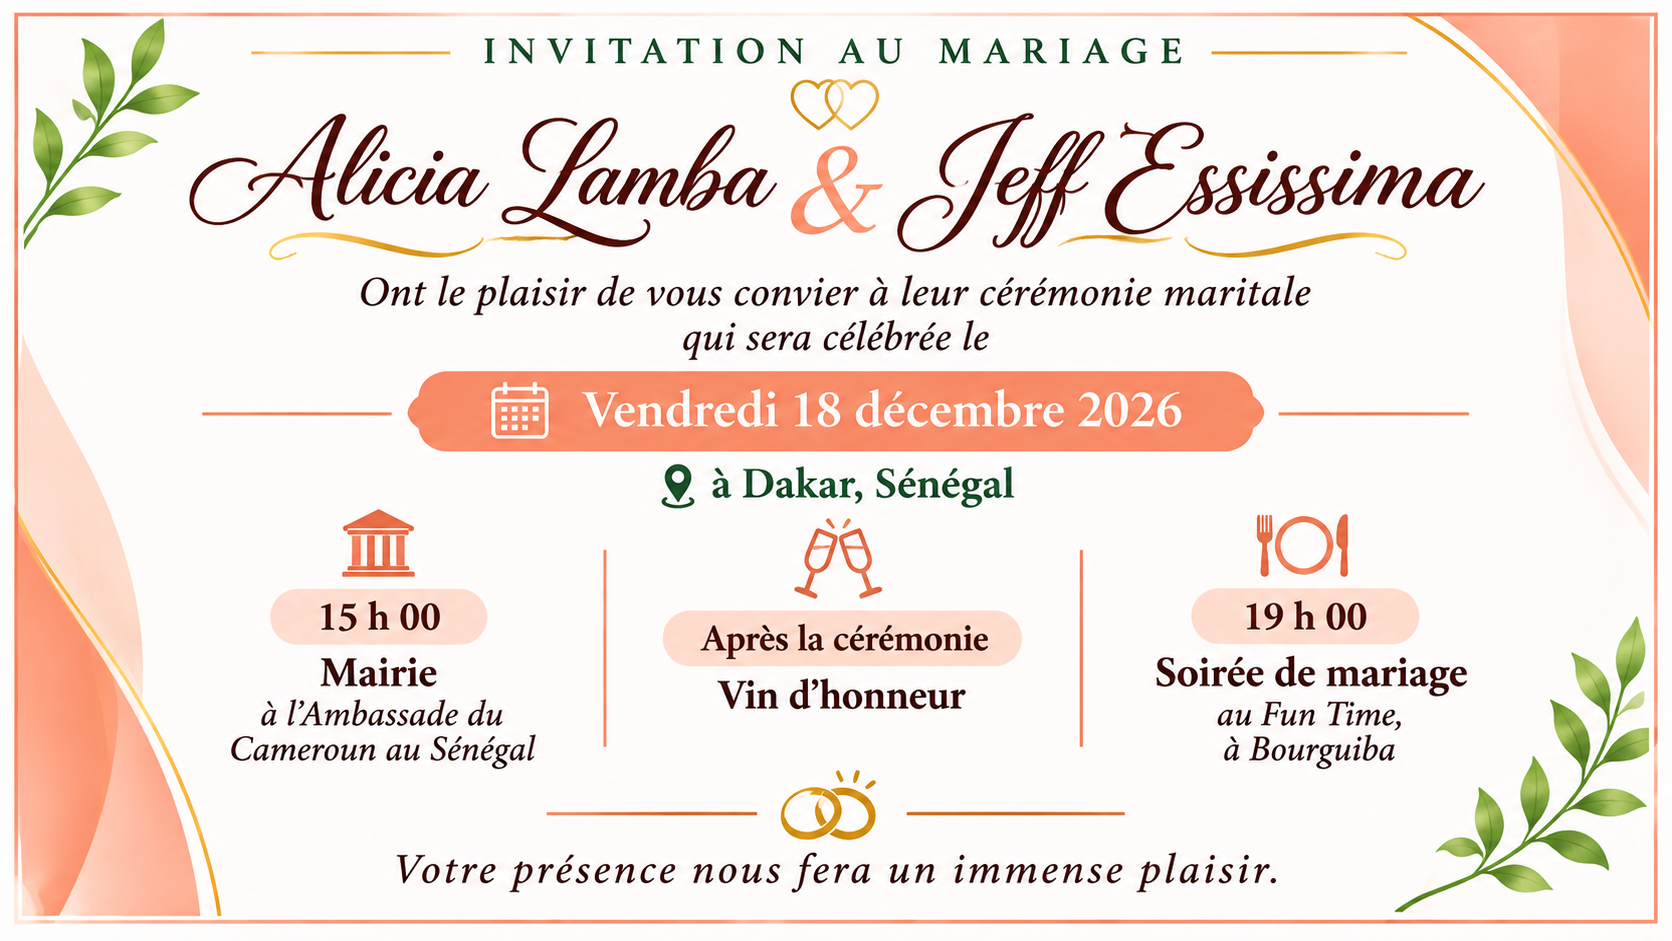 INVITATION AU MARIAGE
Alicia Lamba & Jeff Essissima
Ont le plaisir de vous convier à leur cérémonie maritale
qui sera célébrée le
Vendredi 18 décembre 2026
à Dakar, Sénégal
15 h 00
Mairie
à l’Ambassade du
Cameroun au Sénégal
Après la cérémonie
Vin d’honneur
19 h 00
Soirée de mariage
au Fun Time,
à Bourguiba
Votre présence nous fera un immense plaisir.